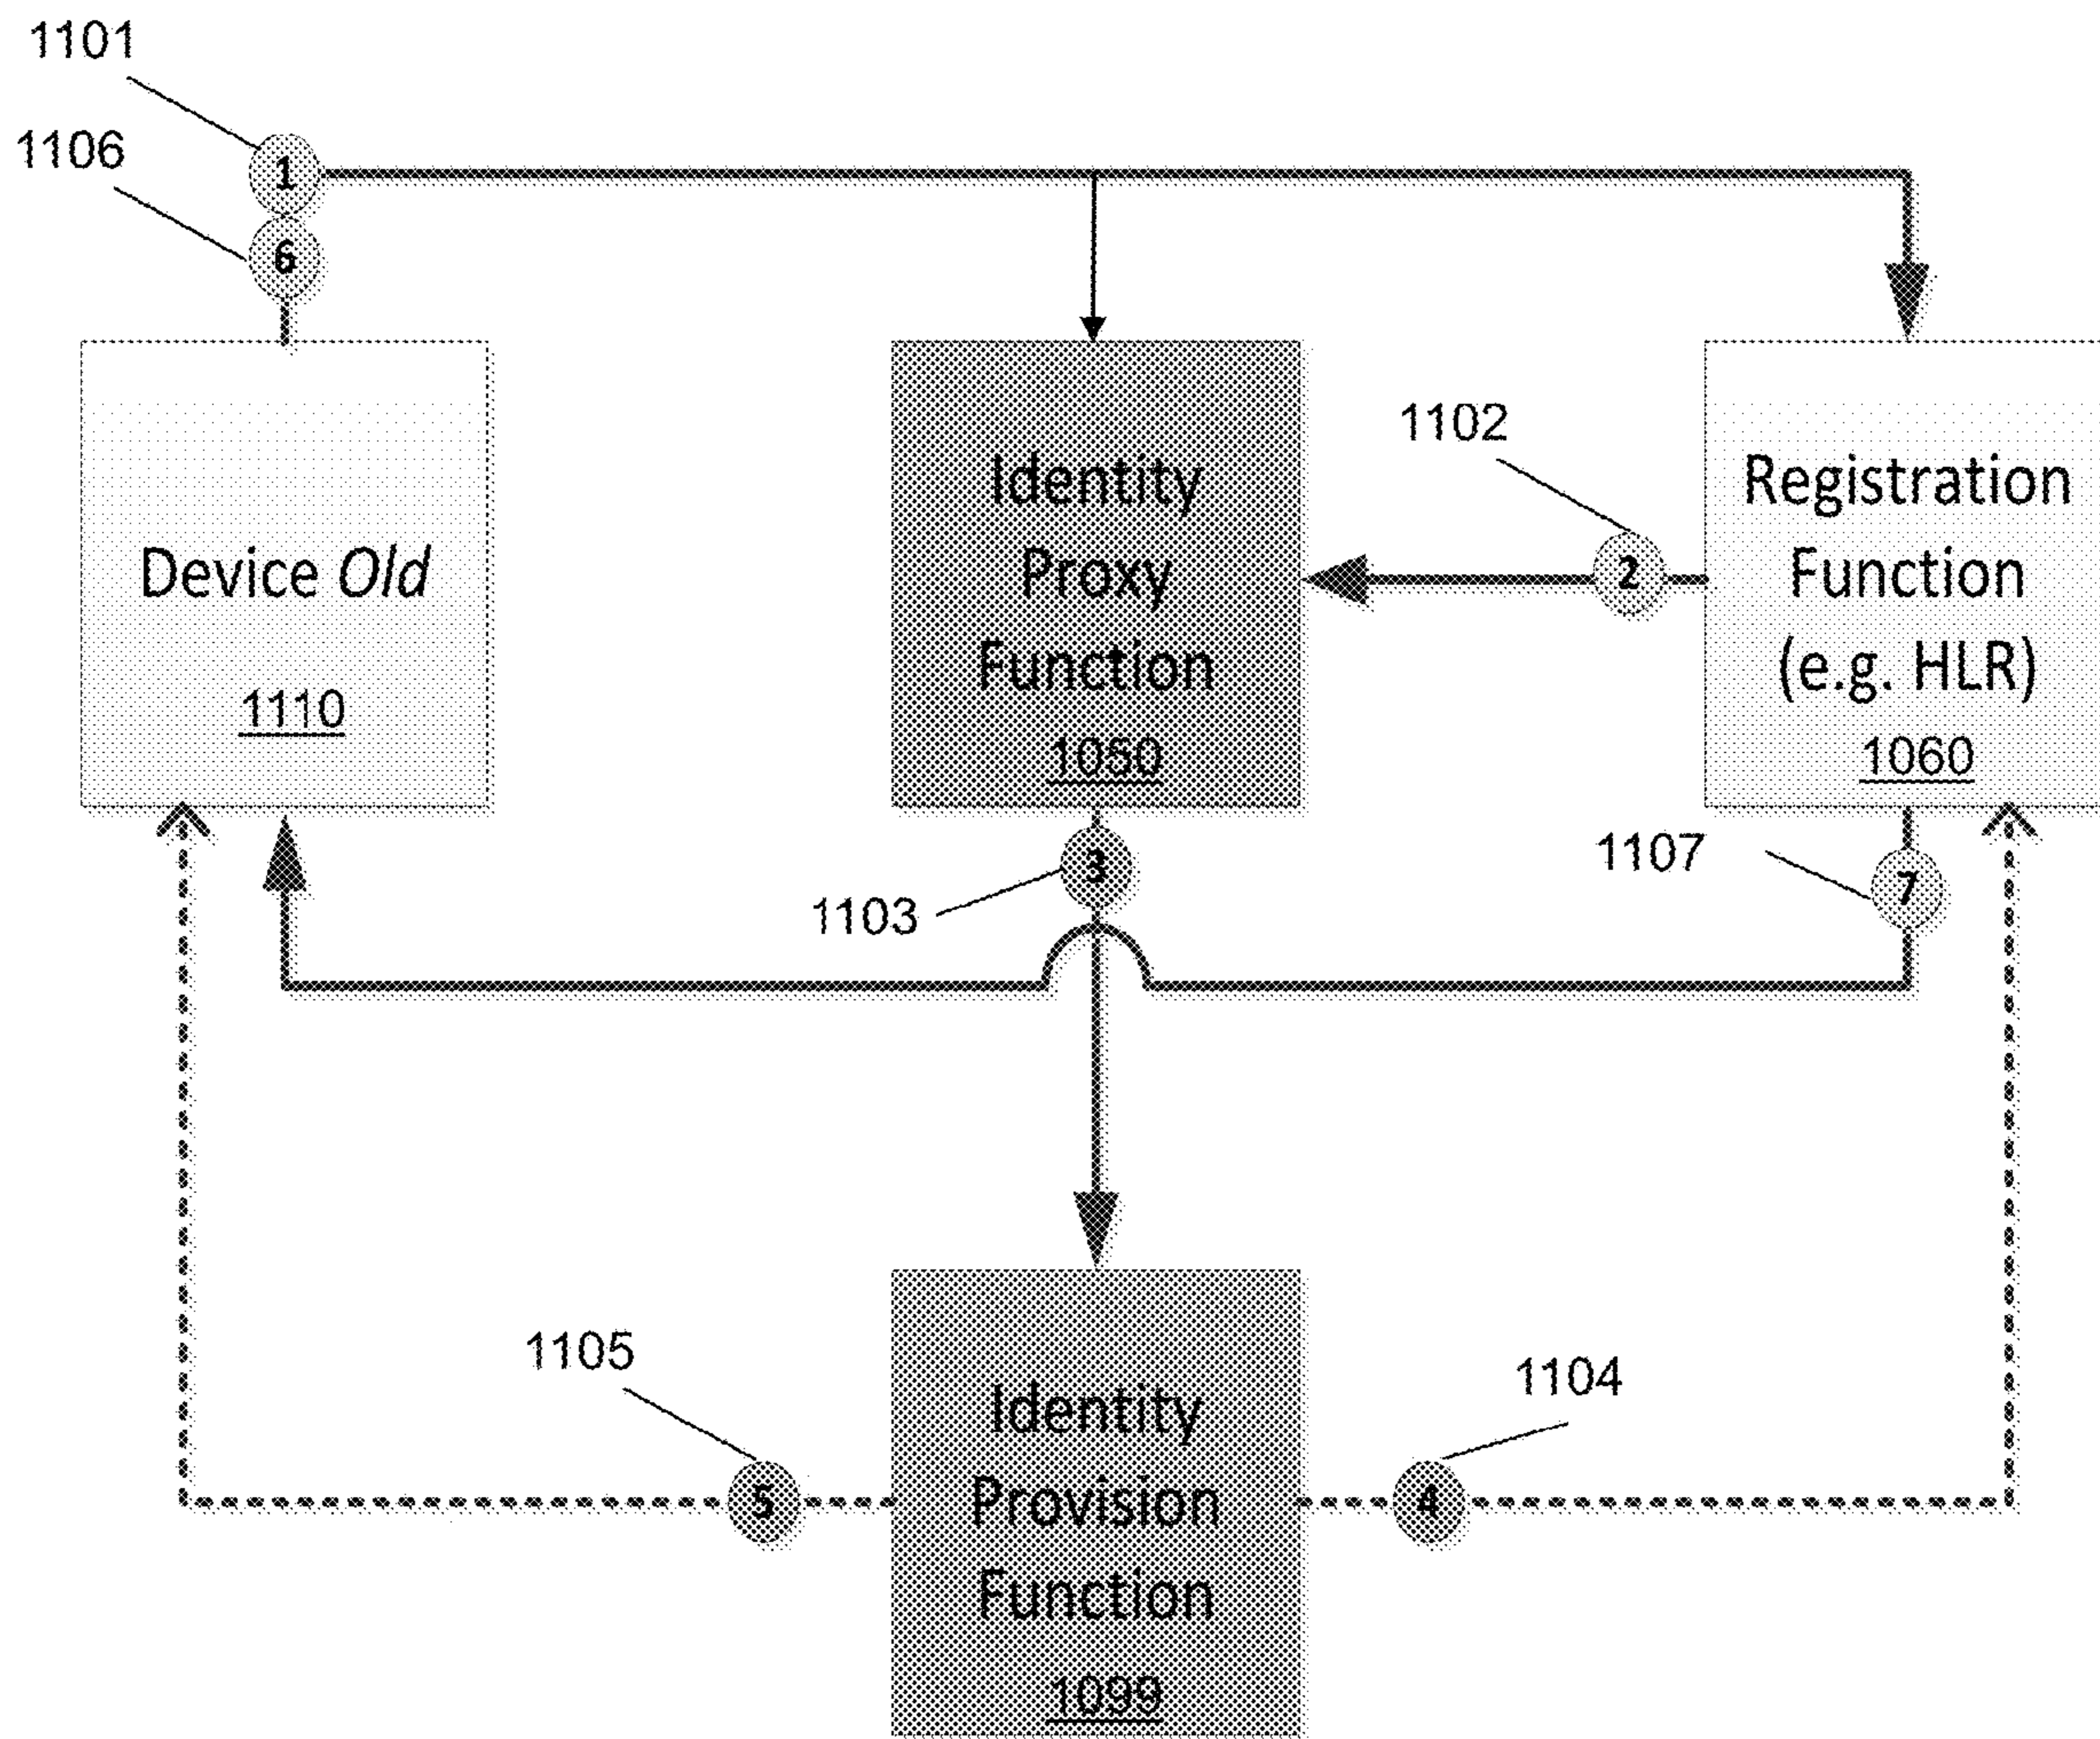 1101
1106
1
6
Device Old
1110
Identity
Proxy
Function
1050
1102
2
Registration
Function
(e.g. HLR)
1060
1103
3
1107
7
1105
5
Identity
Provision
Function
1099
1104
4